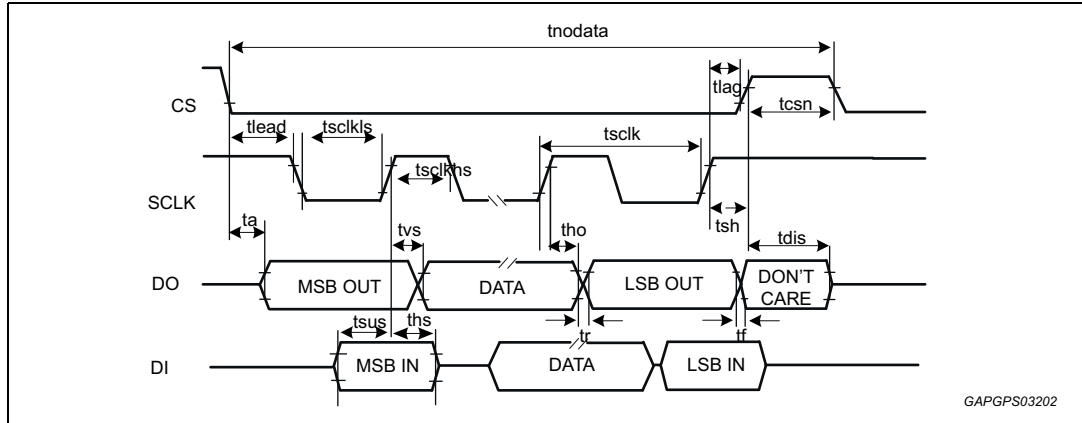 tnodata
CS
tlag
tcsn
tlead
tsclkls
tsclk
tsclkhs
SCLK
ta
tvs
tho
tsh
tdis
DO
MSB OUT
DATA
LSB OUT
DON'T
CARE
tsus
ths
tr
tf
DI
MSB IN
DATA
LSB IN
GAPGPS03202